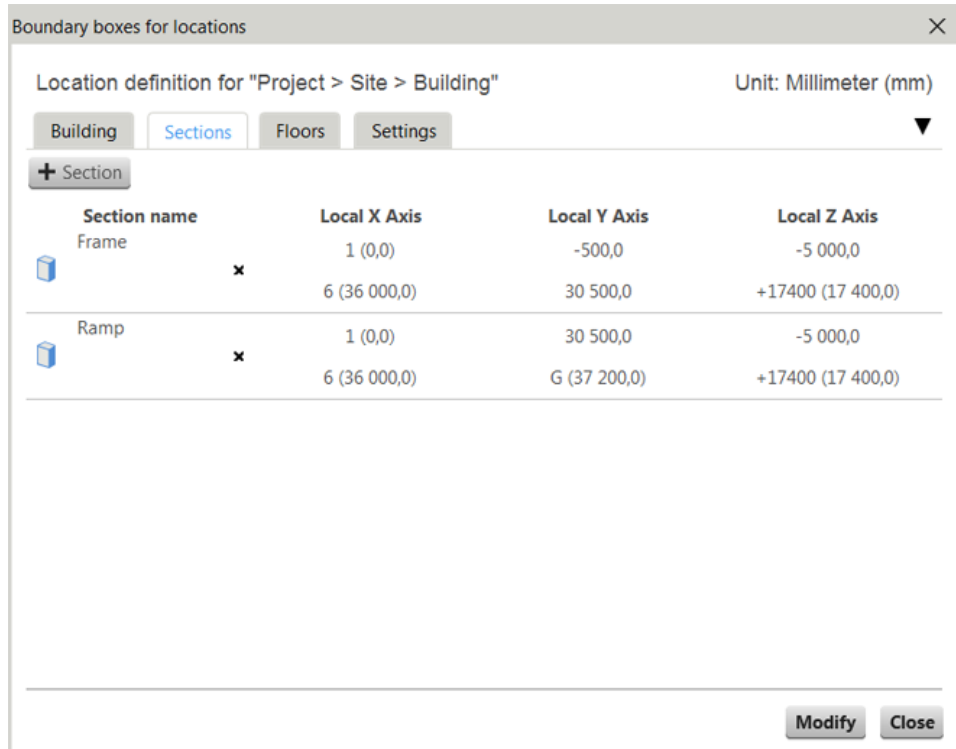 Boundary boxes for locations
Location definition for "Project > Site > Building" Unit: Millimeter (mm)
Building Sections Floors Settings
+ Section
Section name Local X Axis Local Y Axis Local Z Axis
Frame 1 (0,0) -500,0 -5 000,0
6 (36 000,0) 30 500,0 +17400 (17 400,0)
Ramp 1 (0,0) 30 500,0 -5 000,0
6 (36 000,0) G (37 200,0) +17400 (17 400,0)
Modify Close